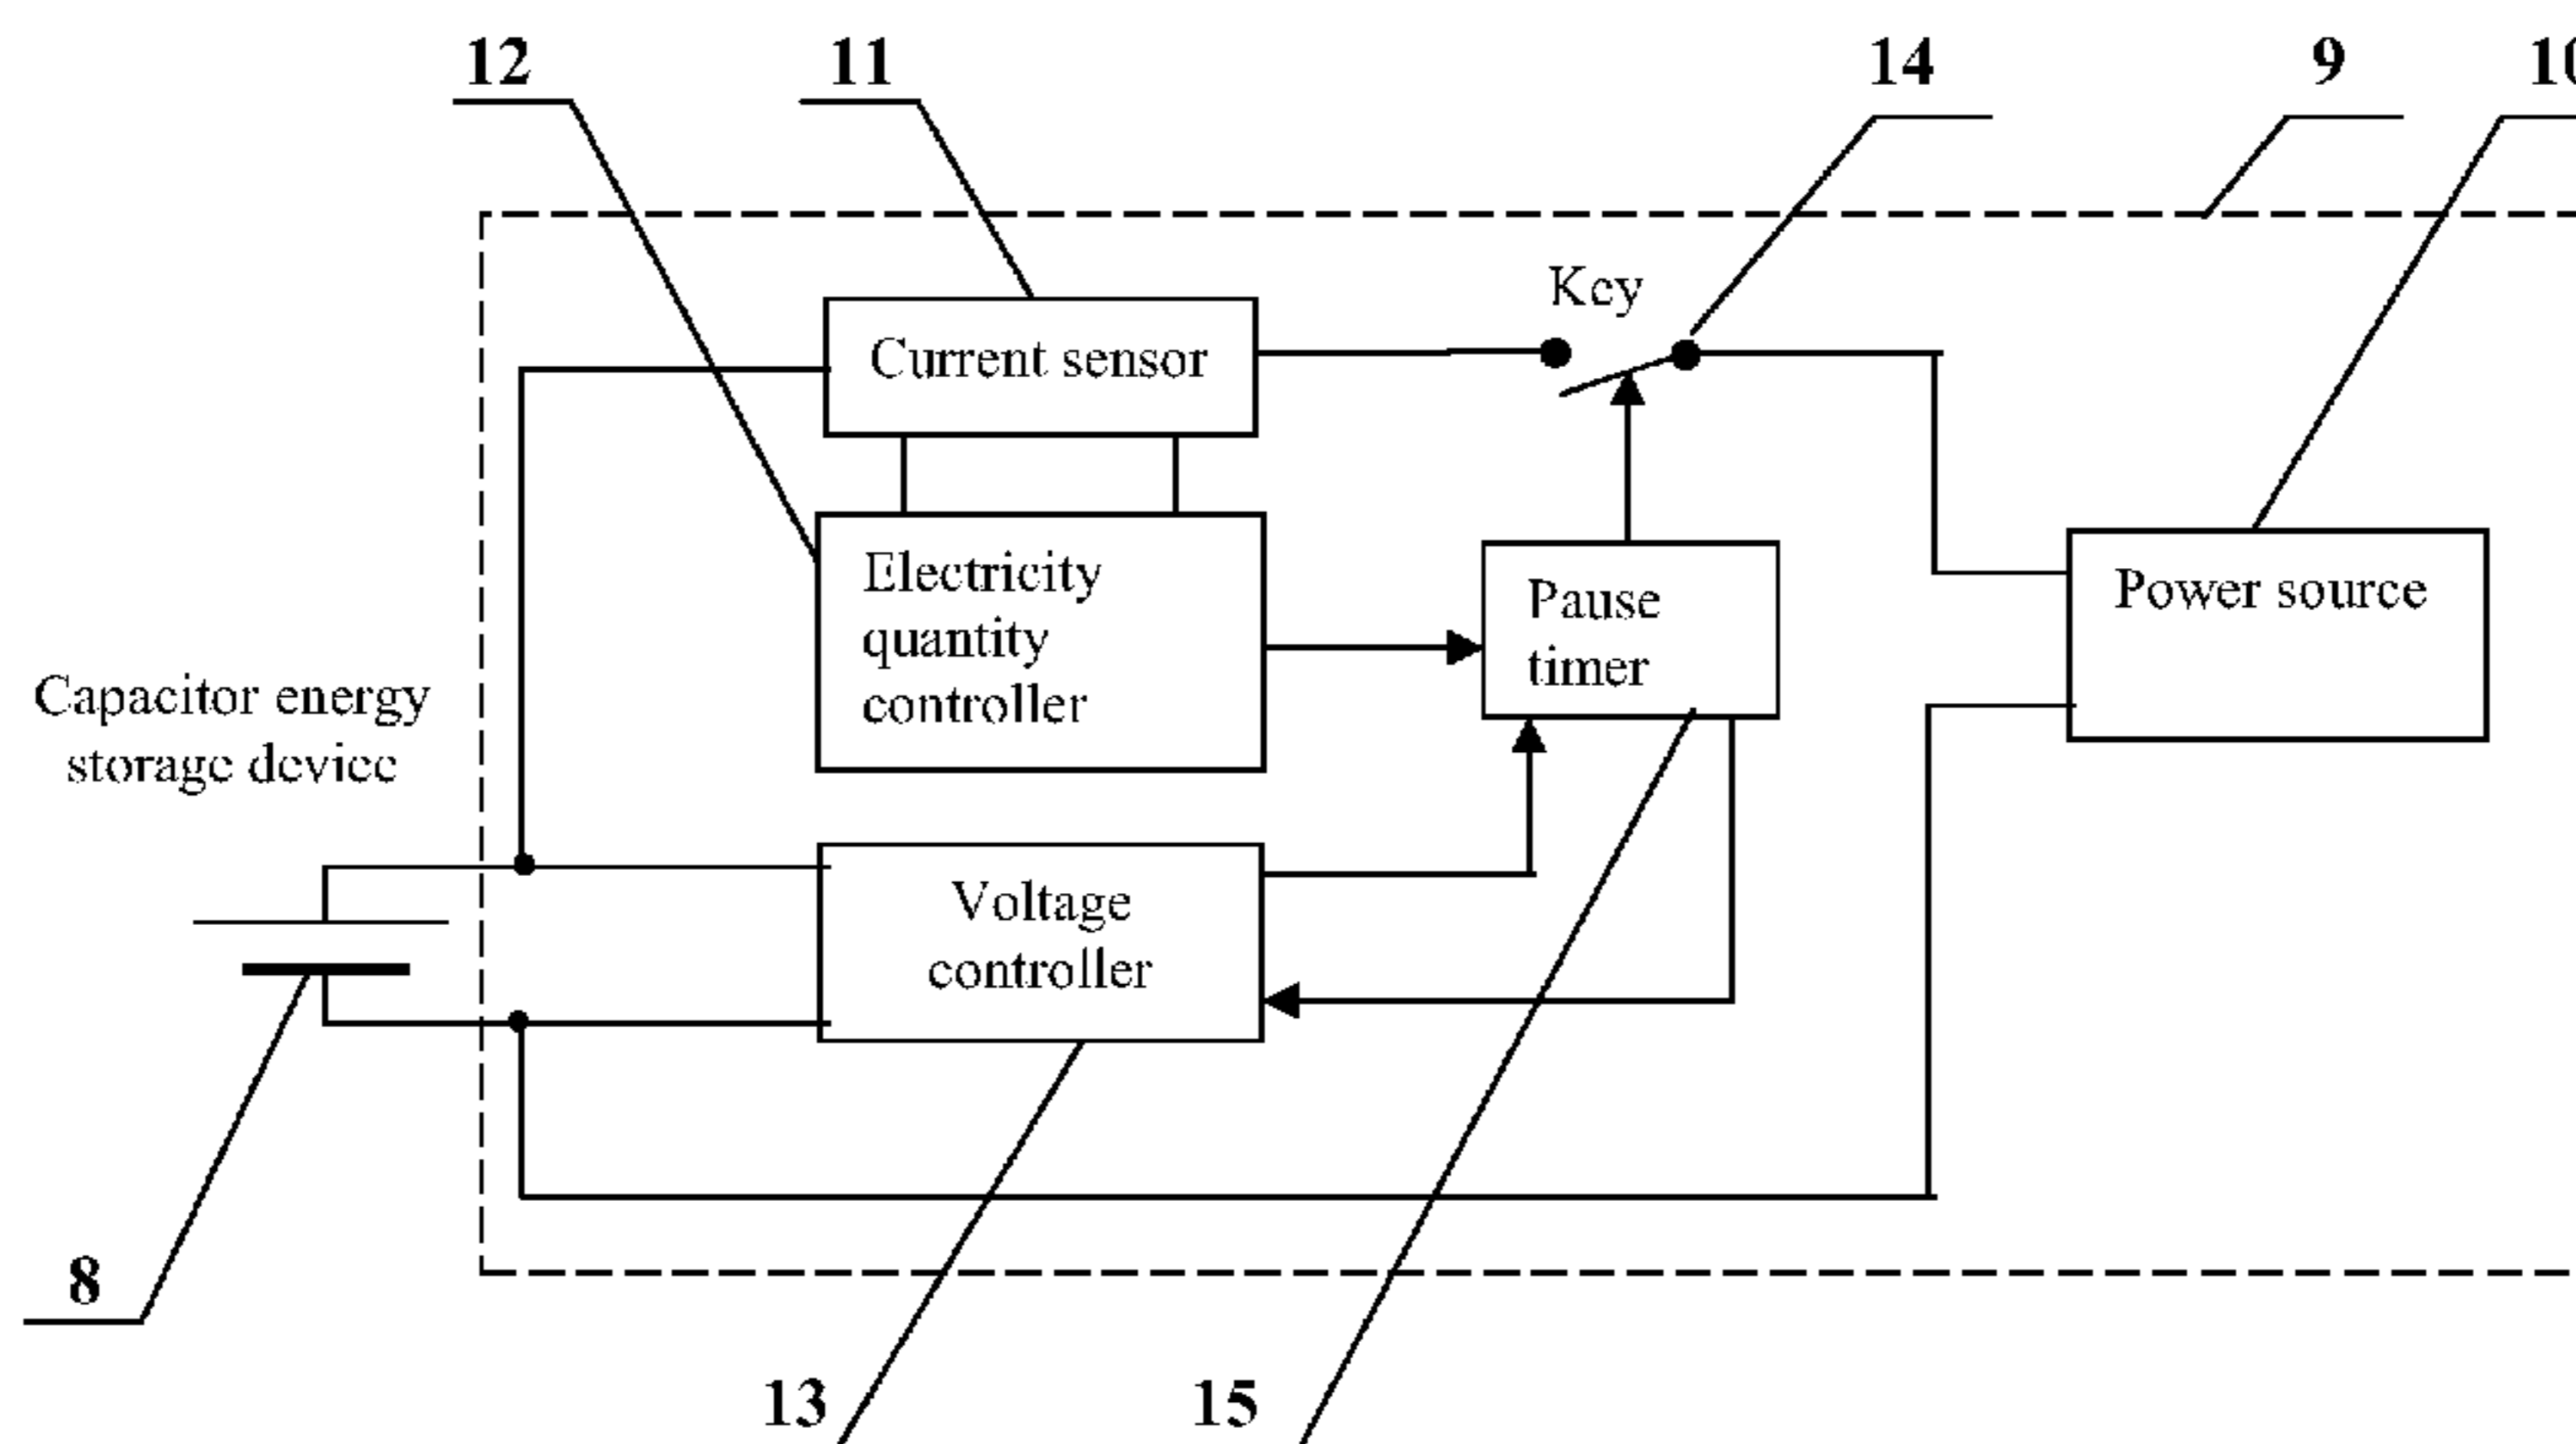 12
11
14
9
10
Key
Current sensor
Electricity
quantity
controller
Pause
timer
Power source
Capacitor energy
storage device
Voltage
controller
8
13
15